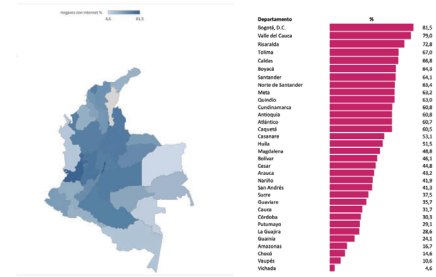 Hogares con internet %
4,6 81,5
Departamento %
Bogotá, D.C. 81,5
Valle del Cauca 79,0
Risaralda 72,8
Tolima 67,0
Caldas 66,8
Boyacá 64,3
Santander 64,1
Norte de Santander 63,4
Meta 63,2
Quindio 63,0
Cundinamarca 60,8
Antioquia 60,8
Atlántico 60,7
Caquetá 60,5
Casanare 53,1
Huila 51,5
Magdalena 48,8
Bolívar 46,1
Cesar 44,8
Arauca 43,2
Nariño 41,9
San Andrés 41,3
Sucre 37,5
Guaviare 35,7
Cauca 31,7
Córdoba 30,3
Putumayo 29,1
La Guajira 28,6
Guainía 24,1
Amazonas 16,7
Chocó 14,6
Vaupés 10,6
Vichada 4,6